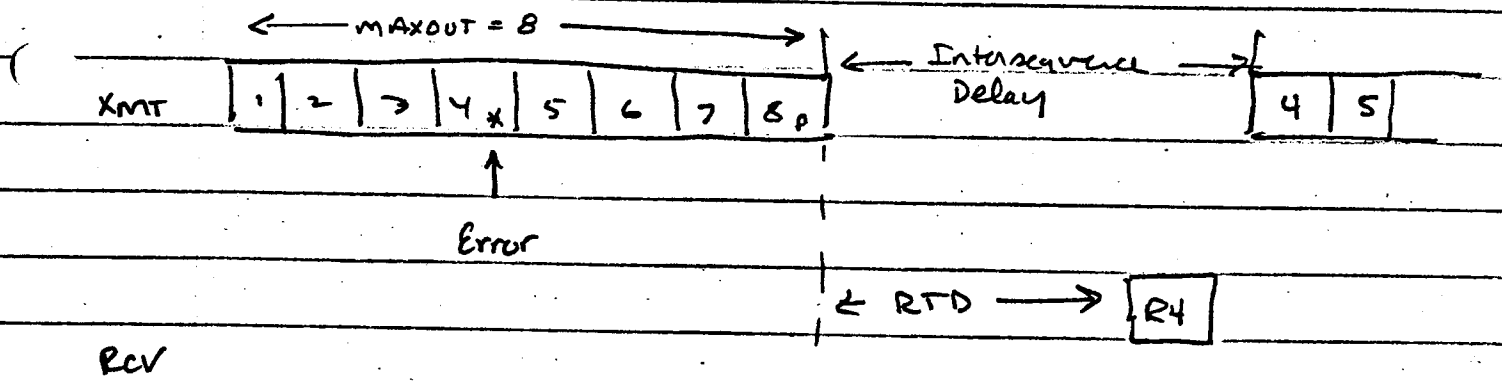 ← MAXOUT = 8 →
← Intersequence →
Delay
XMT 1 2 3 4 * 5 6 7 8 P 4 5
Error
← RTD → R4
RCV